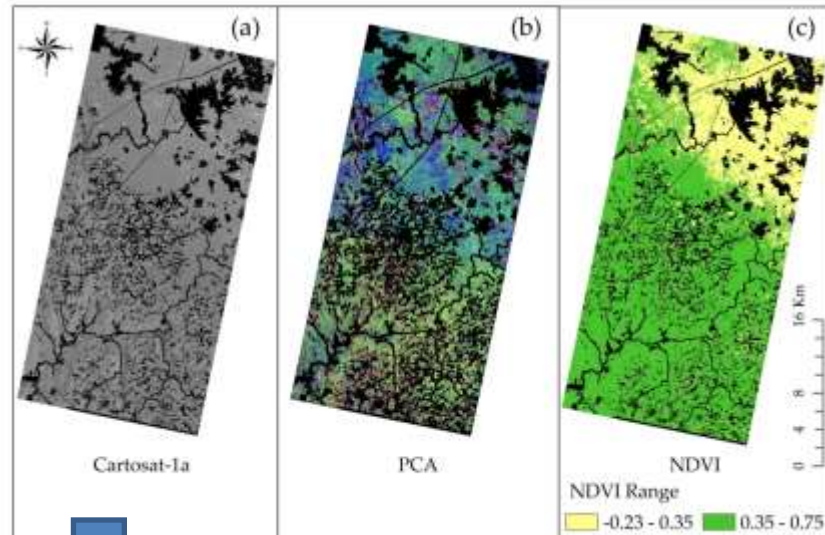 (a)
(b)
(c)
Cartosat-1a
PCA
NDVI
16 Km
8
4
0
NDVI Range
-0.23 - 0.35
0.35 - 0.75